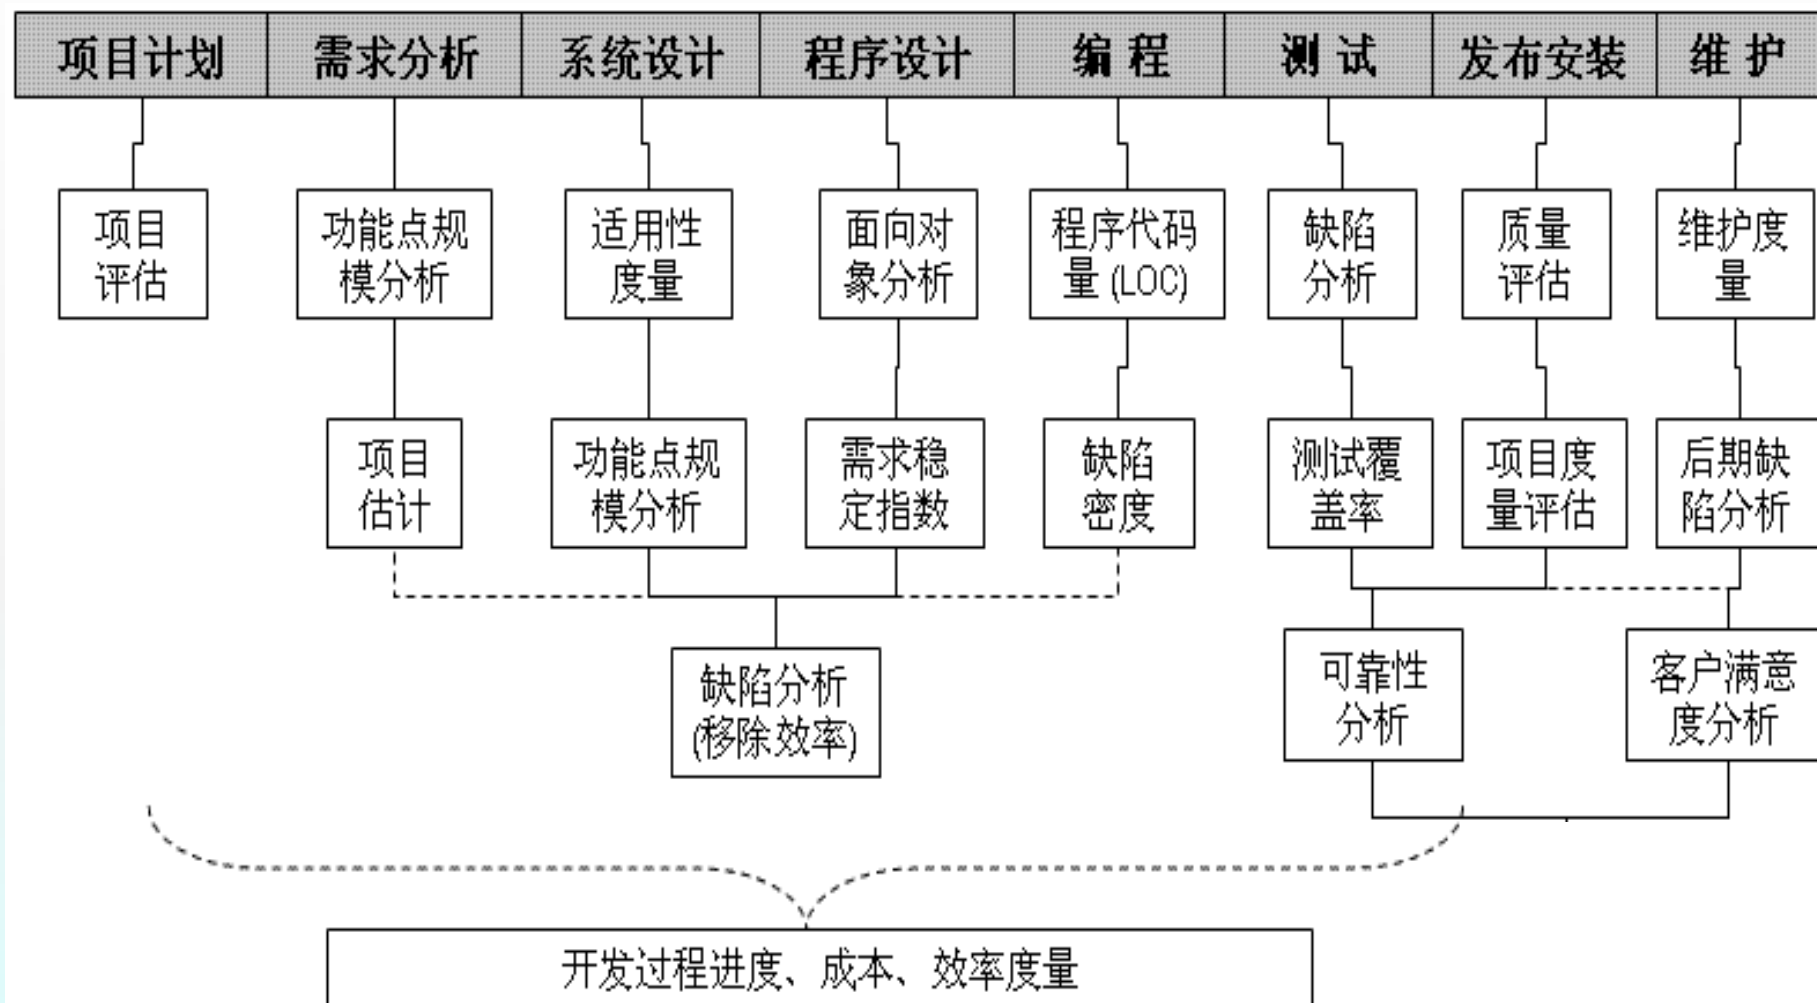 项目计划
需求分析
系统设计
程序设计
编 程
测 试
发布安装
维 护
项目
评估
功能点规
模分析
适用性
度量
面向对
象分析
程序代码
量 (LOC)
缺陷
分析
质量
评估
维护度
量
项目
估计
功能点规
模分析
需求稳
定指数
缺陷
密度
测试覆
盖率
项目度
量评估
后期缺
陷分析
缺陷分析
(移除效率)
可靠性
分析
客户满意
度分析
开发过程进度、成本、效率度量